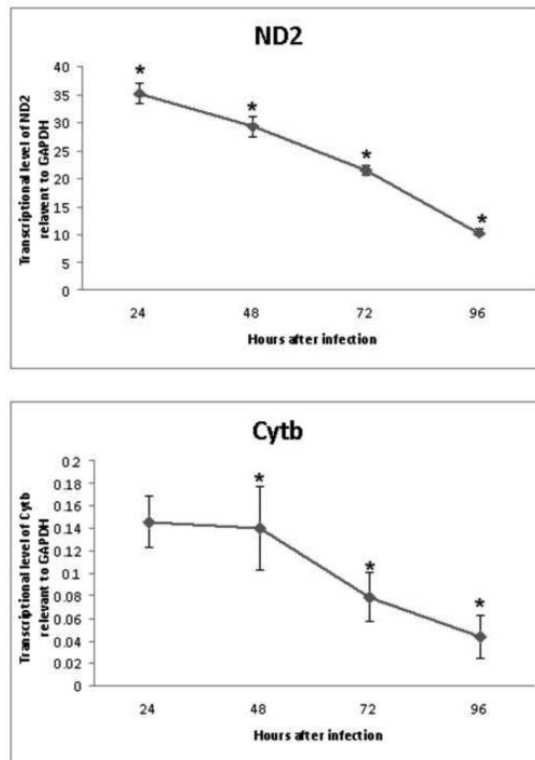 ND2
Transcriptional level of ND2
relavent to GAPDH
40
35
30
25
20
15
10
5
0
*
*
*
*
24 48 72 96
Hours after infection
Cytb
Transcriptional level of Cytb
relevant to GAPDH
0.2
0.18
0.16
0.14
0.12
0.1
0.08
0.06
0.04
0.02
0
*
*
*
24 48 72 96
Hours after infection